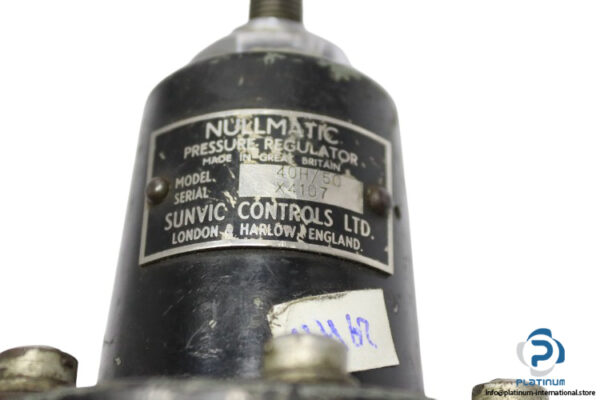 NULLMATIC
PRESSURE REGULATOR
MADE IN GREAT BRITAIN
MODEL 40H/50
SERIAL X4107
SUNVIC CONTROLS LTD.
LONDON & HARLOW, ENGLAND.
PLATINUM
info@platinum-international.store